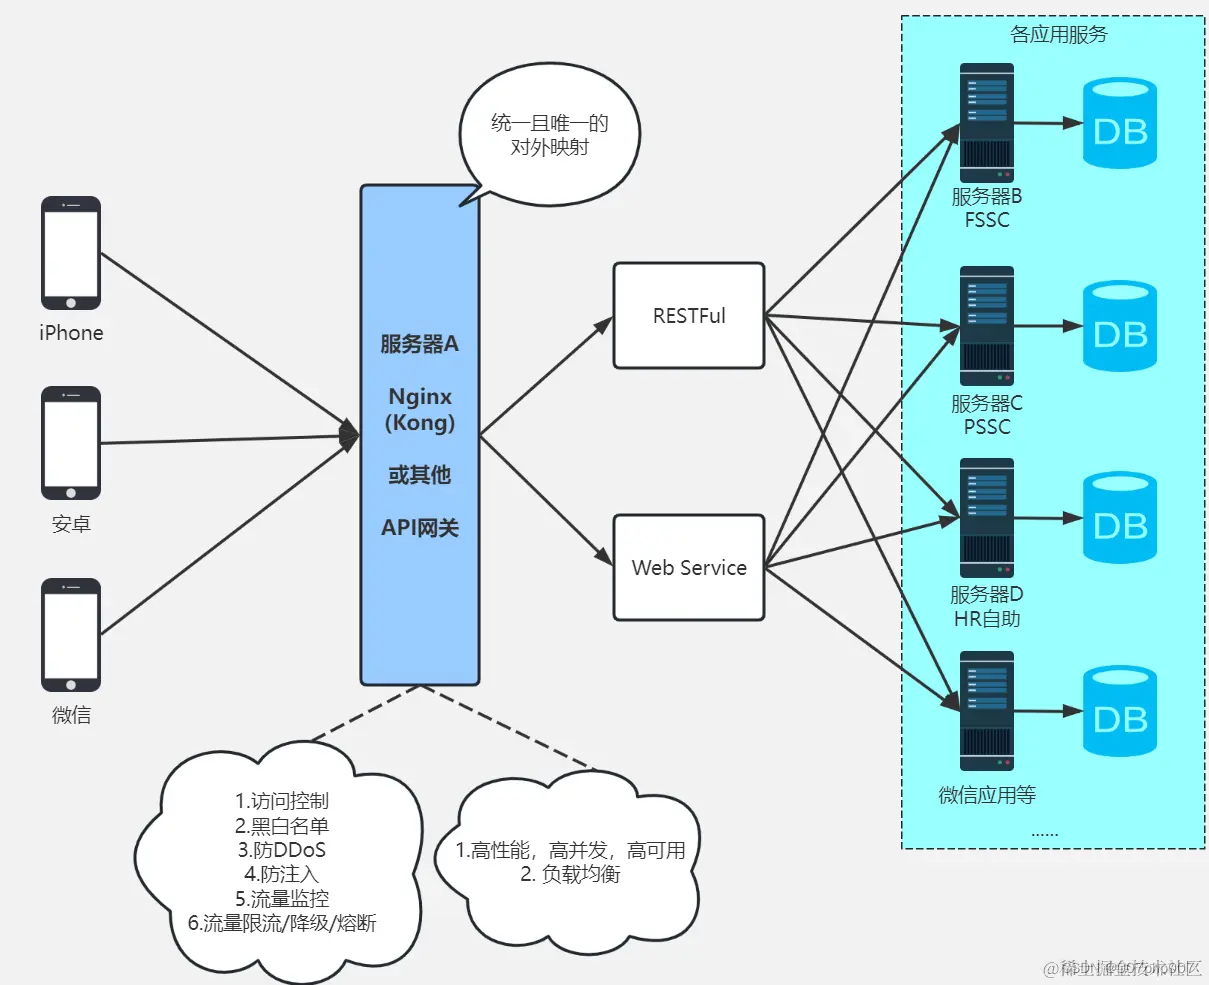 各应用服务
统一且唯一的
对外映射
DB
服务器B
FSSC
iPhone
服务器A
Nginx
(Kong)
或其他
API网关
RESTFul
DB
服务器C
PSSC
安卓
Web Service
DB
服务器D
HR自助
微信
DB
微信应用等
......
1.访问控制
2.黑白名单
3.防DDoS
4.防注入
5.流量监控
6.流量限流/降级/熔断
1.高性能，高并发，高可用
2. 负载均衡
@稀土掘金技术社区